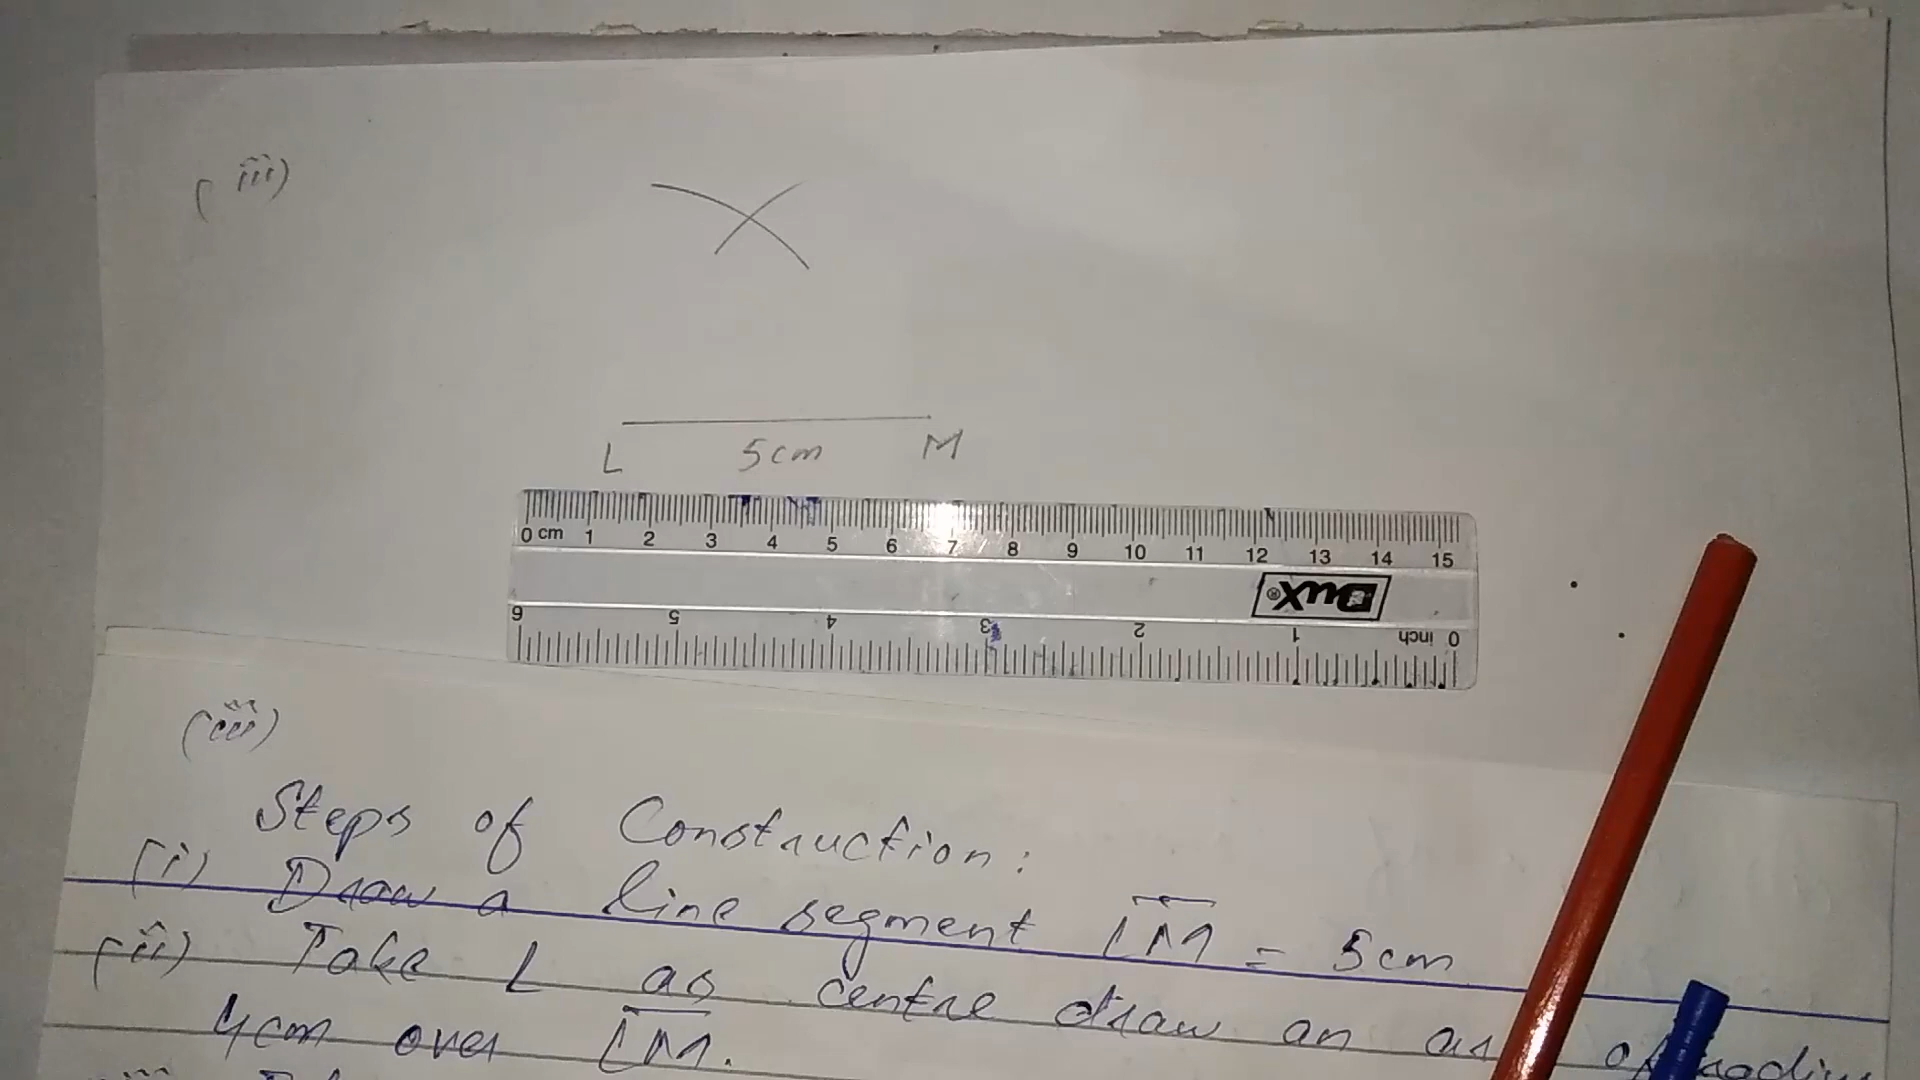 (iii)
L 5cm M
0 cm 1 2 3 4 5 6 7 8 9 10 11 12 13 14 15
Dux®
6 5 4 3 2 1 inch 0
(iii)
Steps of Construction:
(i) Draw a line segment LM = 5cm
(ii) Take L as centre draw an of
4cm over LM.